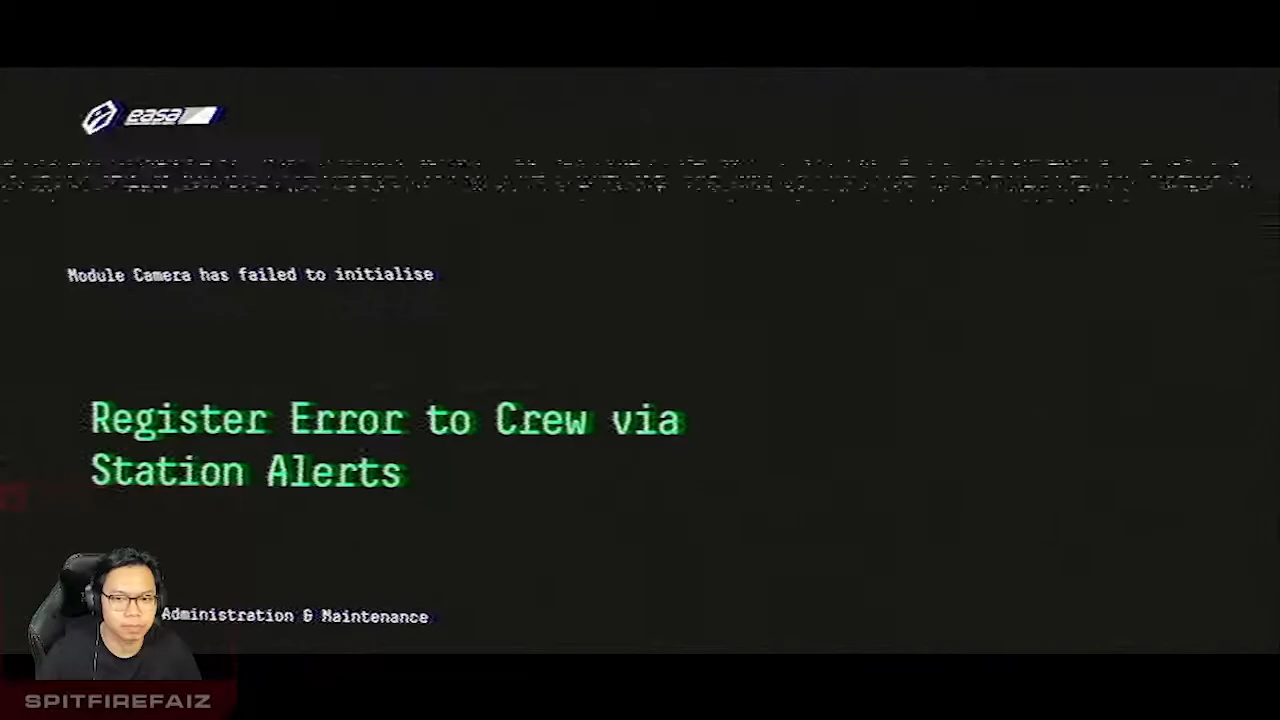 easa
Module Camera has failed to initialise
Register Error to Crew via
Station Alerts
Administration & Maintenance
SPITFIREFAIZ